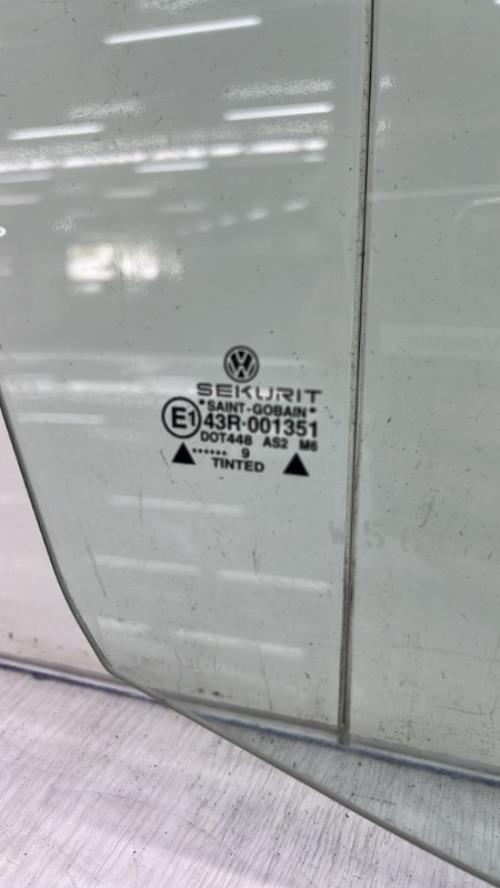 SEKURIT
"SAINT-GOBAIN"
E1 43R-001351
DOT448 AS2 M6
...... 9
TINTED